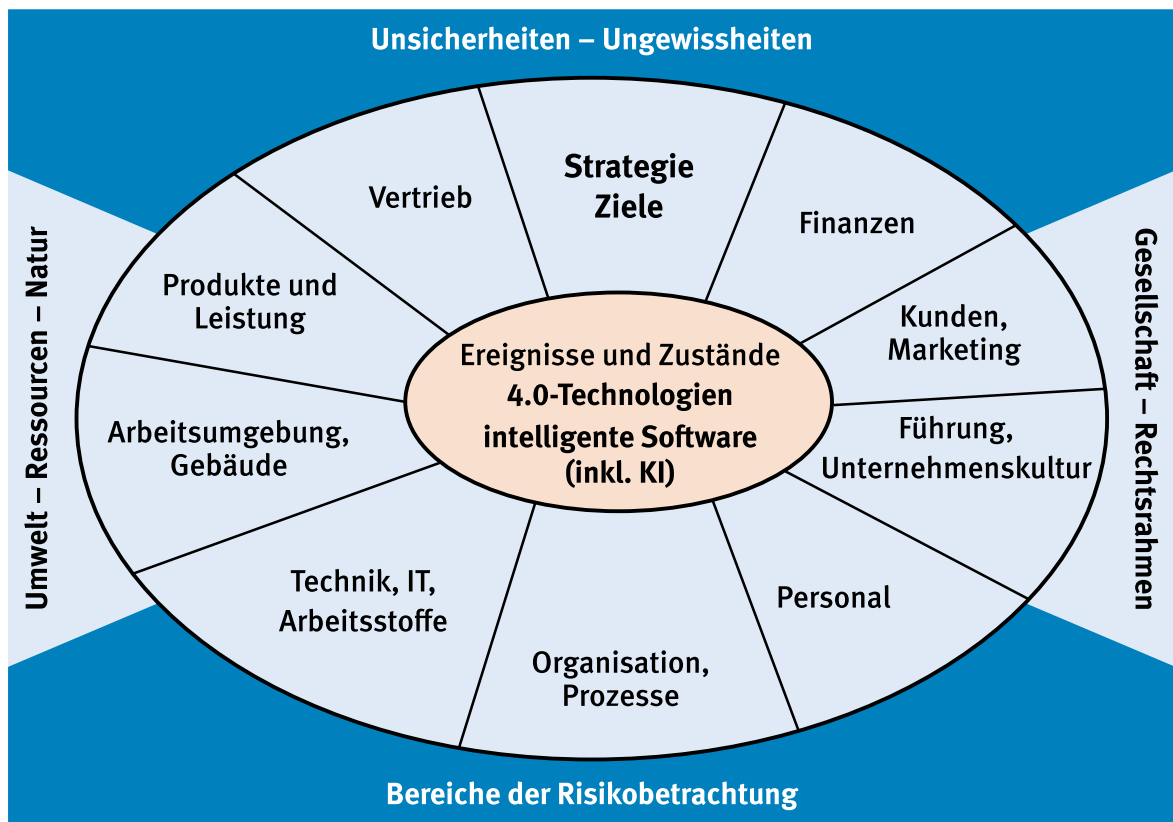 Unsicherheiten – Ungewissheiten
Strategie
Ziele
Finanzen
Kunden,
Marketing
Führung,
Unternehmenskultur
Personal
Organisation,
Prozesse
Technik, IT,
Arbeitsstoffe
Arbeitsumgebung,
Gebäude
Produkte und
Leistung
Vertrieb
Ereignisse und Zustände
4.0-Technologien
intelligente Software
(inkl. KI)
Umwelt – Ressourcen – Natur
Gesellschaft – Rechtsrahmen
Bereiche der Risikobetrachtung